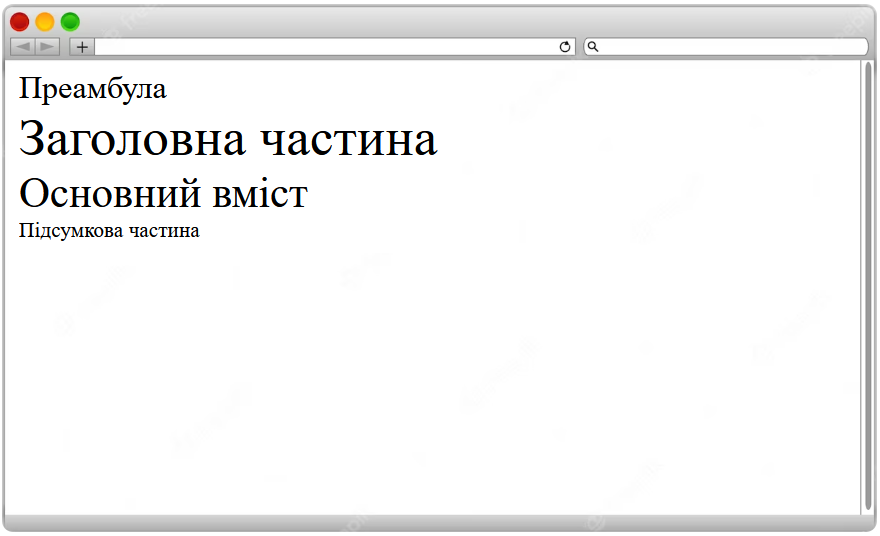 Преамбула
Заголовна частина
Основний вміст
Підсумкова частина